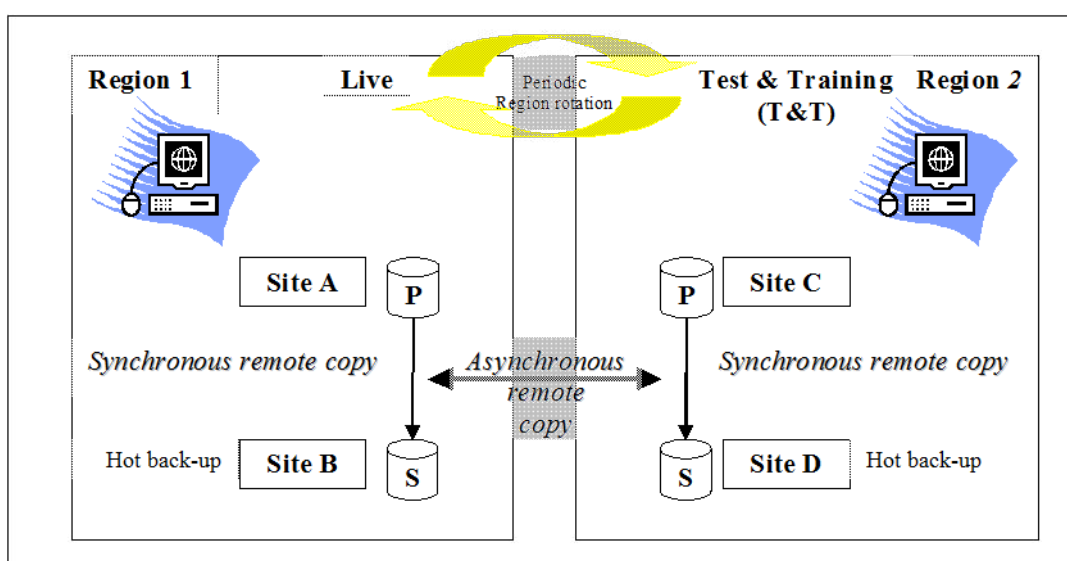 Region 1
Live
Periodic
Region rotation
Test & Training
(T&T)
Region 2
Site A
P
P
Site C
Synchronous remote copy
Asynchronous
remote
copy
Synchronous remote copy
Hot back-up
Site B
S
S
Site D
Hot back-up